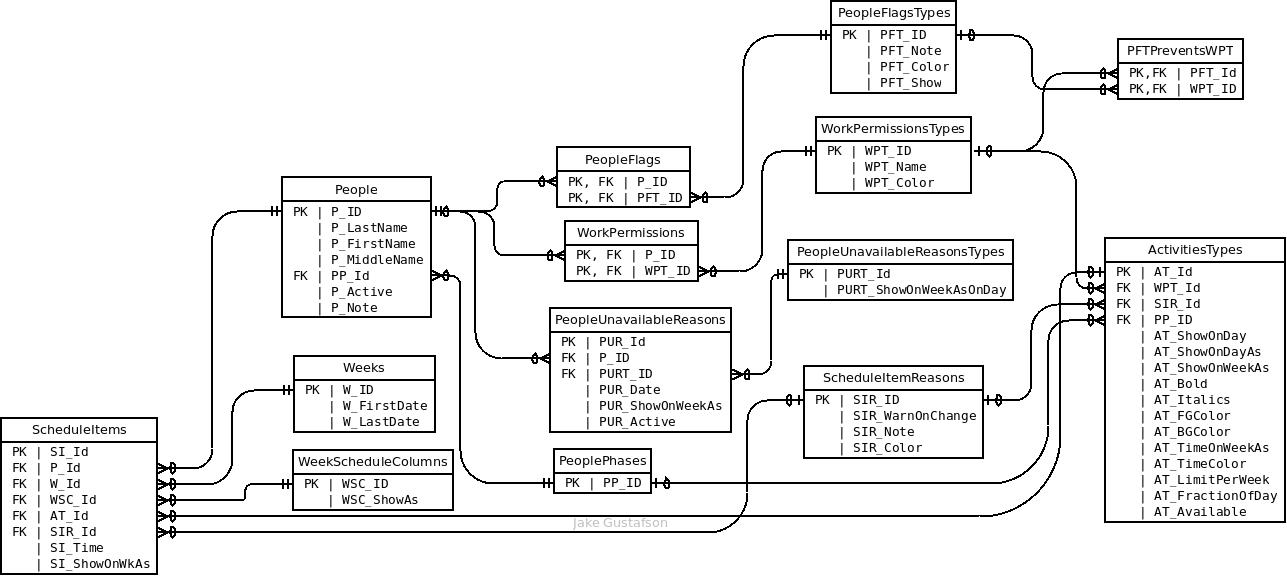 PeopleFlagsTypes
PK | PFT_ID
| PFT_Note
| PFT_Color
| PFT_Show
PFTPreventsWPT
PK,FK | PFT_Id
PK,FK | WPT_ID
WorkPermissionsTypes
PK | WPT_ID
| WPT_Name
| WPT_Color
PeopleFlags
PK, FK | P_ID
PK, FK | PFT_ID
People
PK | P_ID
| P_LastName
| P_FirstName
| P_MiddleName
FK | PP_Id
| P_Active
| P_Note
WorkPermissions
PK, FK | P_ID
PK, FK | WPT_ID
PeopleUnavailableReasonsTypes
PK | PURT_Id
| PURT_ShowOnWeekAsOnDay
ActivitiesTypes
PK | AT_Id
FK | WPT_Id
FK | SIR_Id
FK | PP_ID
| AT_ShowOnDay
| AT_ShowOnDayAs
| AT_ShowOnWeekAs
| AT_Bold
| AT_Italics
| AT_FGColor
| AT_BGColor
| AT_TimeOnWeekAs
| AT_TimeColor
| AT_LimitPerWeek
| AT_FractionOfDay
| AT_Available
PeopleUnavailableReasons
PK | PUR_Id
FK | P_ID
FK | PURT_ID
| PUR_Date
| PUR_ShowOnWeekAs
| PUR_Active
Weeks
PK | W_ID
| W_FirstDate
| W_LastDate
ScheduleItemReasons
PK | SIR_ID
| SIR_WarnOnChange
| SIR_Note
| SIR_Color
ScheduleItems
PK | SI_Id
FK | P_Id
FK | W_Id
FK | WSC_Id
FK | AT_Id
FK | SIR_Id
| SI_Time
| SI_ShowOnWkAs
WeekScheduleColumns
PK | WSC_ID
| WSC_ShowAs
PeoplePhases
PK | PP_ID
Jake Gustafson